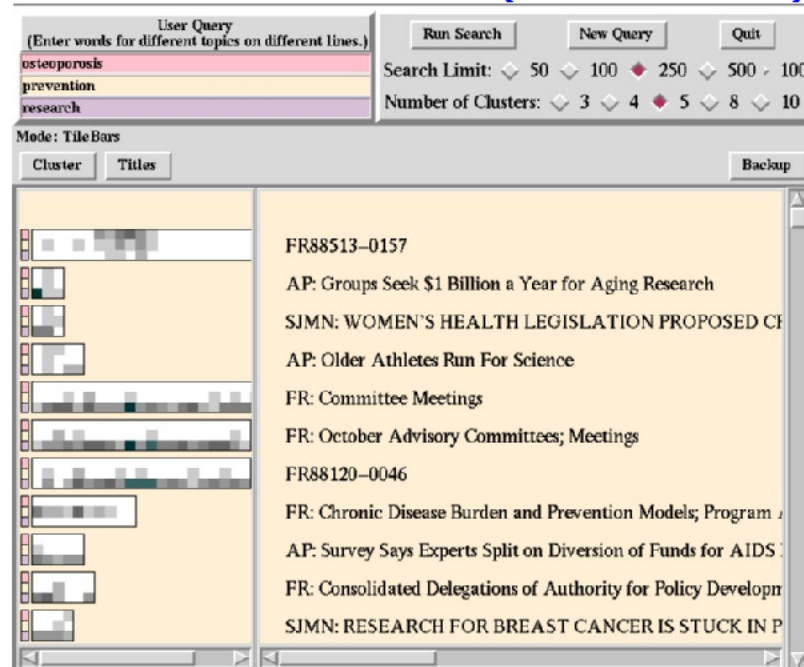 User Query
(Enter words for different topics on different lines.)
osteoporosis
prevention
research
Run Search New Query Quit
Search Limit: 50 100 250 500 100
Number of Clusters: 3 4 5 8 10
Mode: TileBars
Cluster Titles Backup
FR88513-0157
AP: Groups Seek $1 Billion a Year for Aging Research
SJMN: WOMEN'S HEALTH LEGISLATION PROPOSED
AP: Older Athletes Run For Science
FR: Committee Meetings
FR: October Advisory Committees; Meetings
FR88120-0046
FR: Chronic Disease Burden and Prevention Models; Program
AP: Survey Says Experts Split on Diversion of Funds for AIDS
FR: Consolidated Delegations of Authority for Policy Developm
SJMN: RESEARCH FOR BREAST CANCER IS STUCK IN P